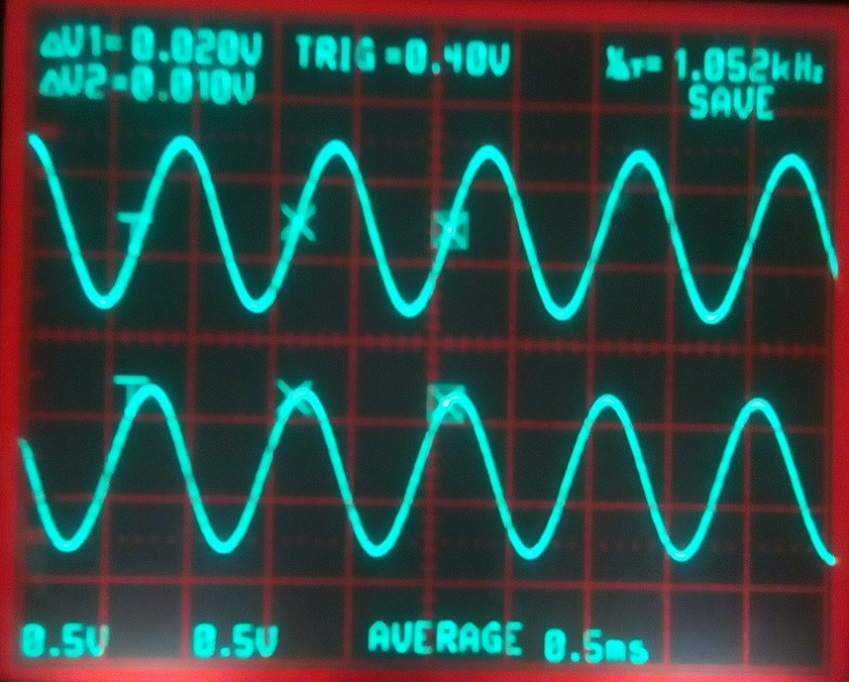 ΔV1=0.020V TRIG=0.40V 1/ΔT=1.052kHz
ΔV2=0.010V SAVE
0.5V 0.5V AVERAGE 0.5ms